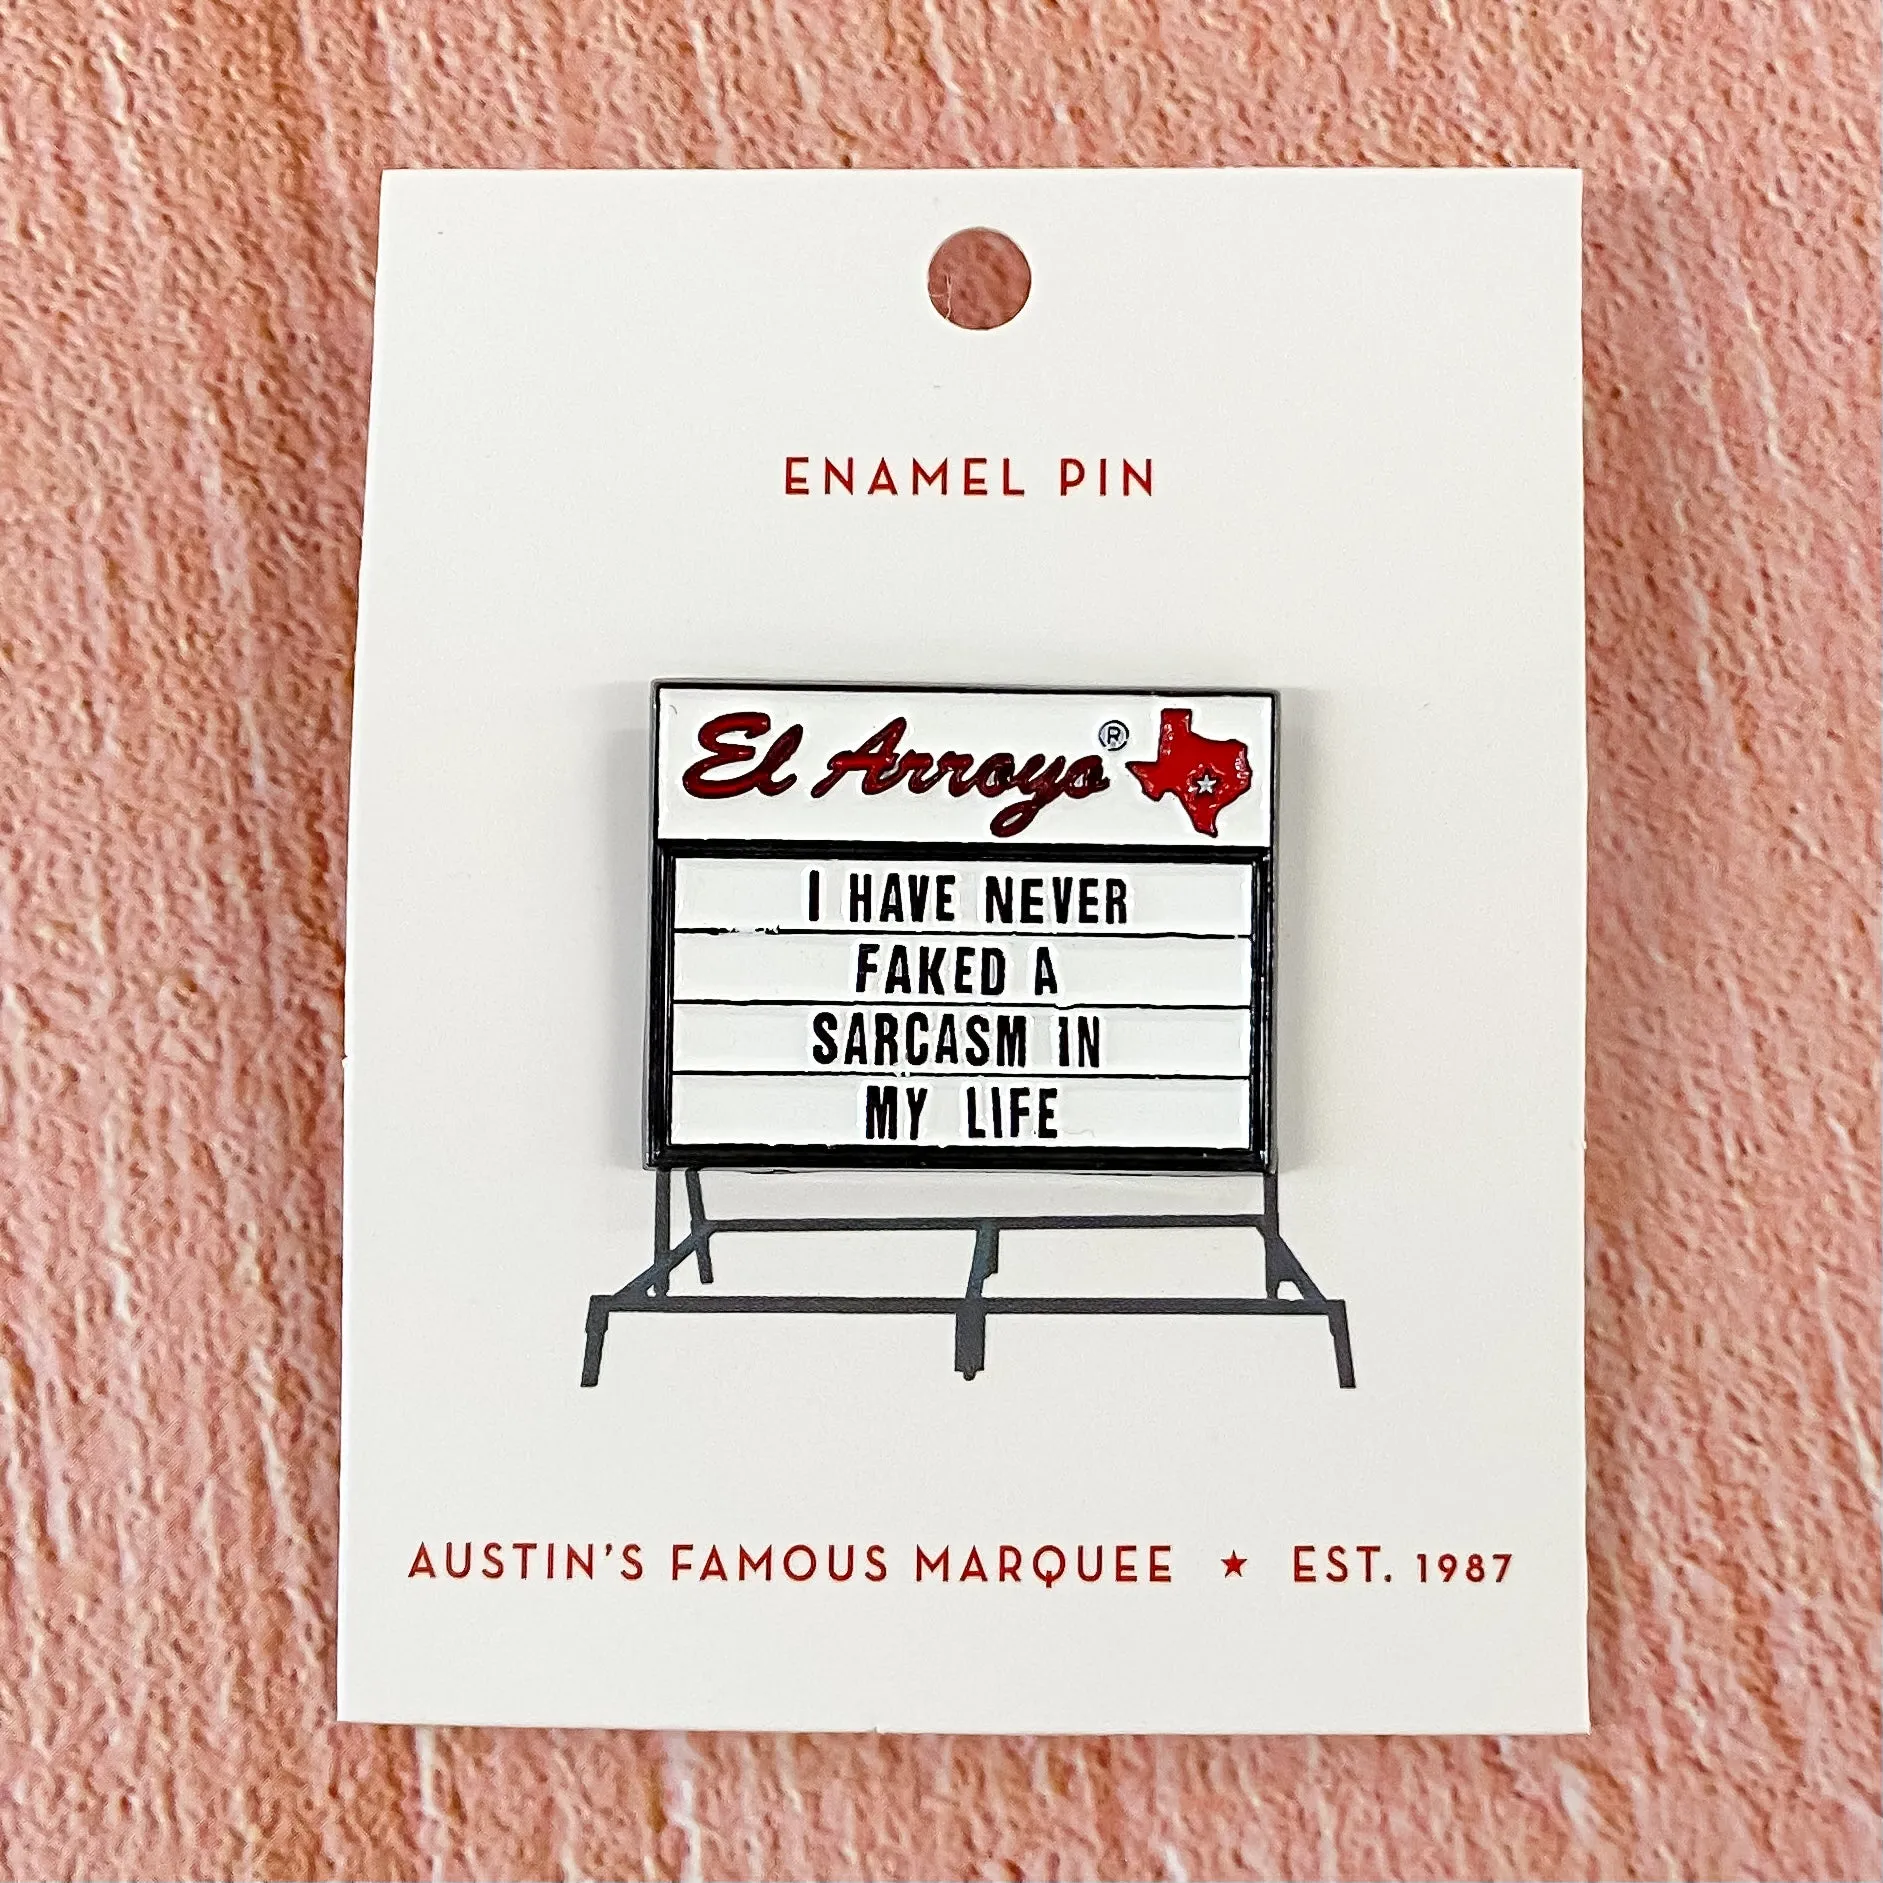 ENAMEL PIN
El Arroyo®
I HAVE NEVER
FAKED A
SARCASM IN
MY LIFE
AUSTIN'S FAMOUS MARQUEE ★ EST. 1987